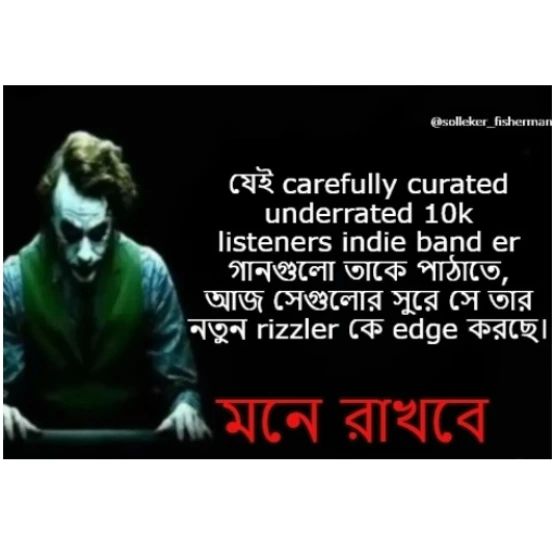 @solleker_fisherman
যেই carefully curated
underrated 10k
listeners indie band er
গানগুলো তাকে পাঠাতে,
আজ সেগুলোর সুরে সে তার
নতুন rizzler কে edge করছে।
মনে রাখবে